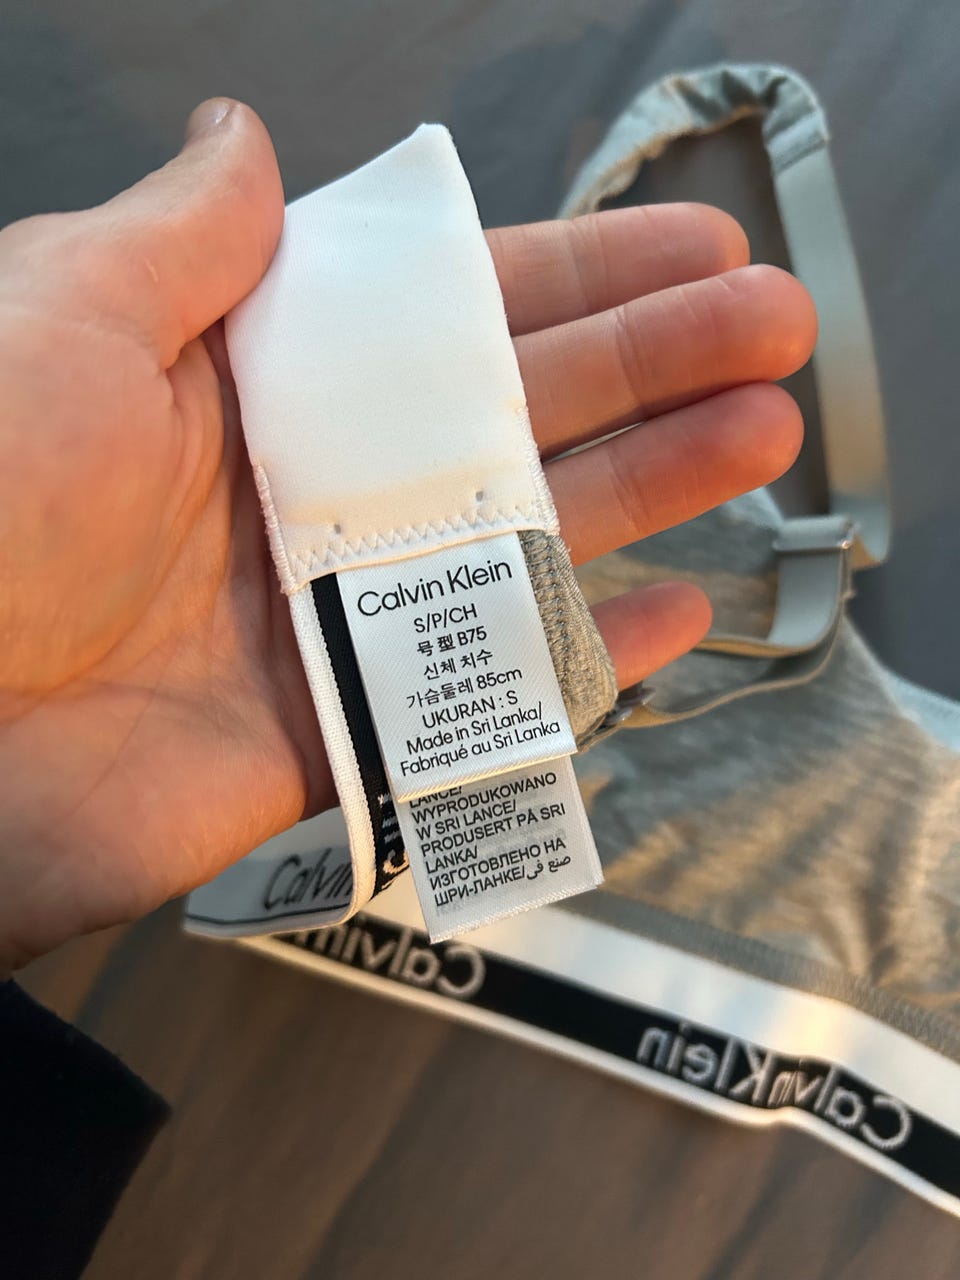 Calvin Klein
S/P/CH
号型 B75
신체 치수
가슴둘레 85cm
UKURAN : S
Made in Sri Lanka/
Fabriqué au Sri Lanka
LANCE/
WYPRODUKOWANO
W SRI LANCE/
PRODUSERT PÅ SRI
LANKA/
ИЗГОТОВЛЕНО НА
ШРИ-ЛАНКЕ/صنع في
Calvin
Calvin
Calvin Klein